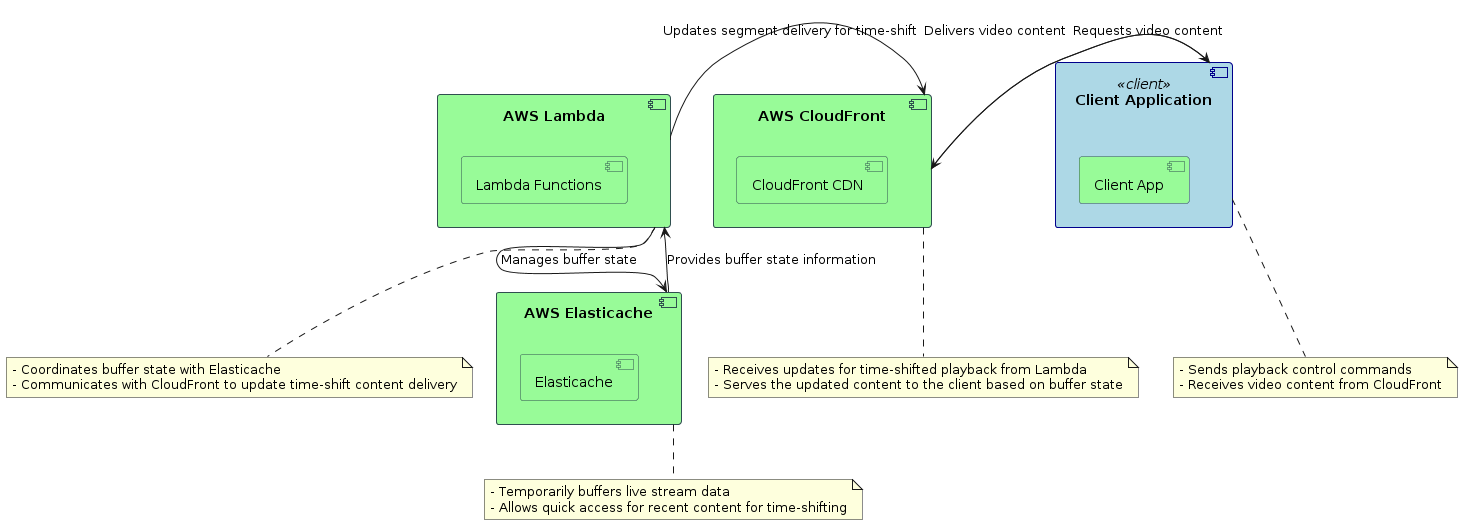 Updates segment delivery for time-shift
Delivers video content
Requests video content
AWS Lambda
Lambda Functions
AWS CloudFront
CloudFront CDN
«client»
Client Application
Client App
Manages buffer state
Provides buffer state information
AWS Elasticache
Elasticache
- Coordinates buffer state with Elasticache
- Communicates with CloudFront to update time-shift content delivery
- Receives updates for time-shifted playback from Lambda
- Serves the updated content to the client based on buffer state
- Sends playback control commands
- Receives video content from CloudFront
- Temporarily buffers live stream data
- Allows quick access for recent content for time-shifting